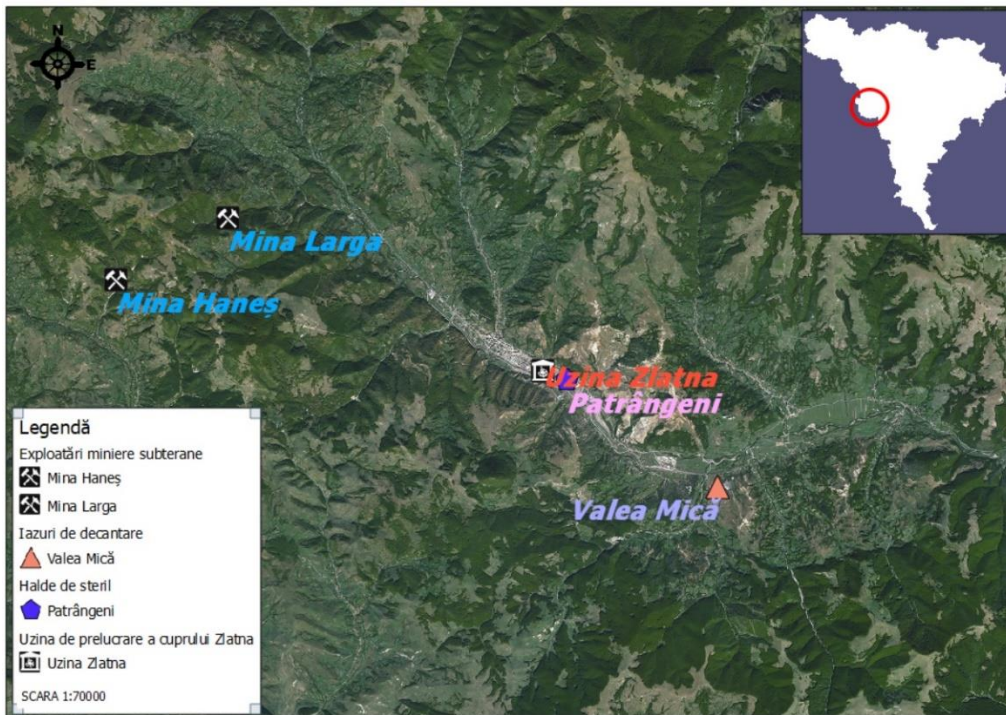 N
E
Mina Larga
Mina Haneș
Uzina Zlatna
Patrângeni
Valea Mică
Legendă
Exploatări miniere subterane
Mina Haneș
Mina Larga
Iazuri de decantare
Valea Mică
Halde de steril
Patrângeni
Uzina de prelucrare a cuprului Zlatna
Uzina Zlatna
SCARA 1:70000